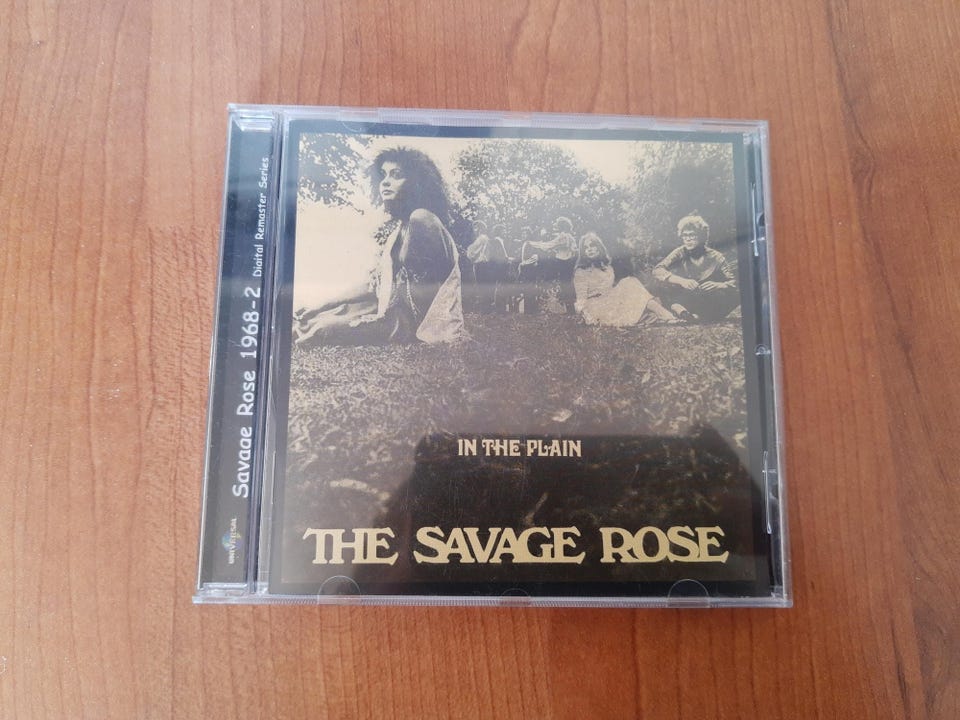 UNIVERSAL
Savage Rose 1968-2
Digital Remaster Series
IN THE PLAIN
THE SAVAGE ROSE